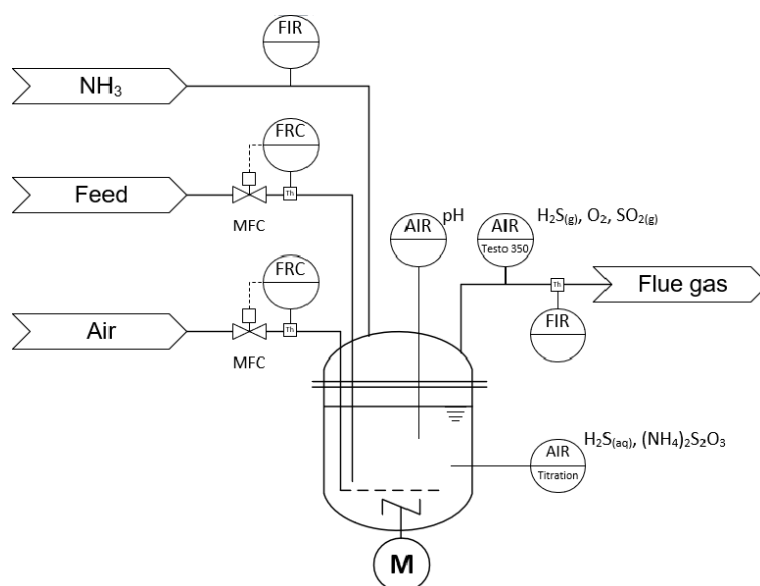 FIR
NH₃
FRC
Feed
Th
MFC
pH
AIR
H₂S₍g₎, O₂, SO₂₍g₎
AIR
Testo 350
FRC
Th
Flue gas
Air
Th
FIR
MFC
H₂S₍aq₎, (NH₄)₂S₂O₃
AIR
Titration
M